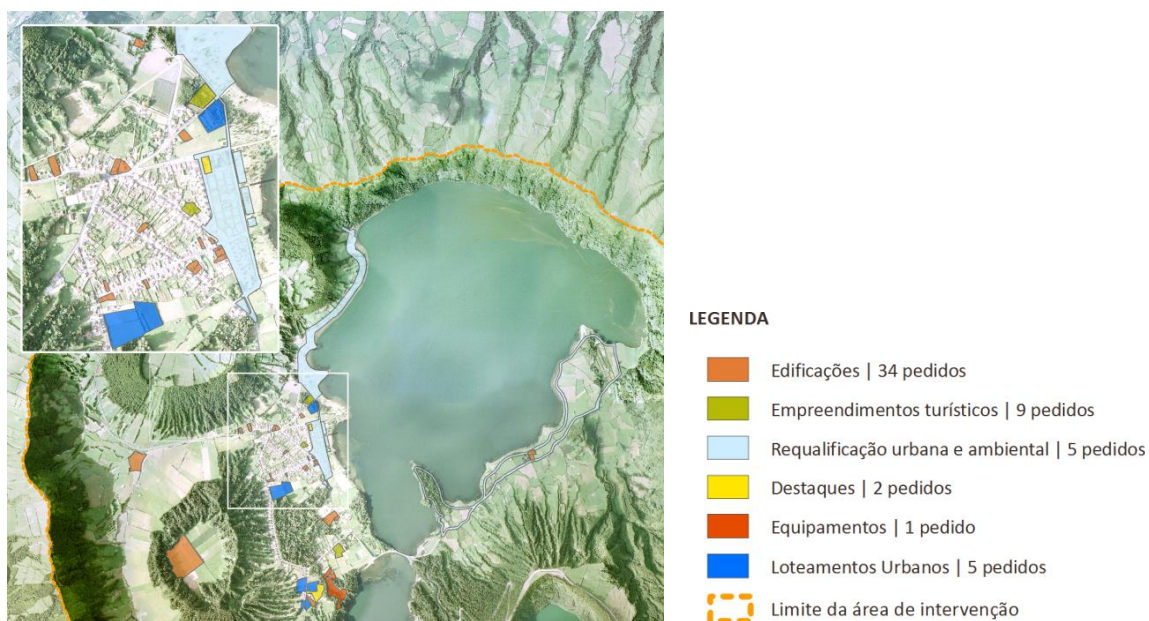 LEGENDA
Edificações | 34 pedidos
Empreendimentos turísticos | 9 pedidos
Requalificação urbana e ambiental | 5 pedidos
Destaques | 2 pedidos
Equipamentos | 1 pedido
Loteamentos Urbanos | 5 pedidos
Limite da área de intervenção